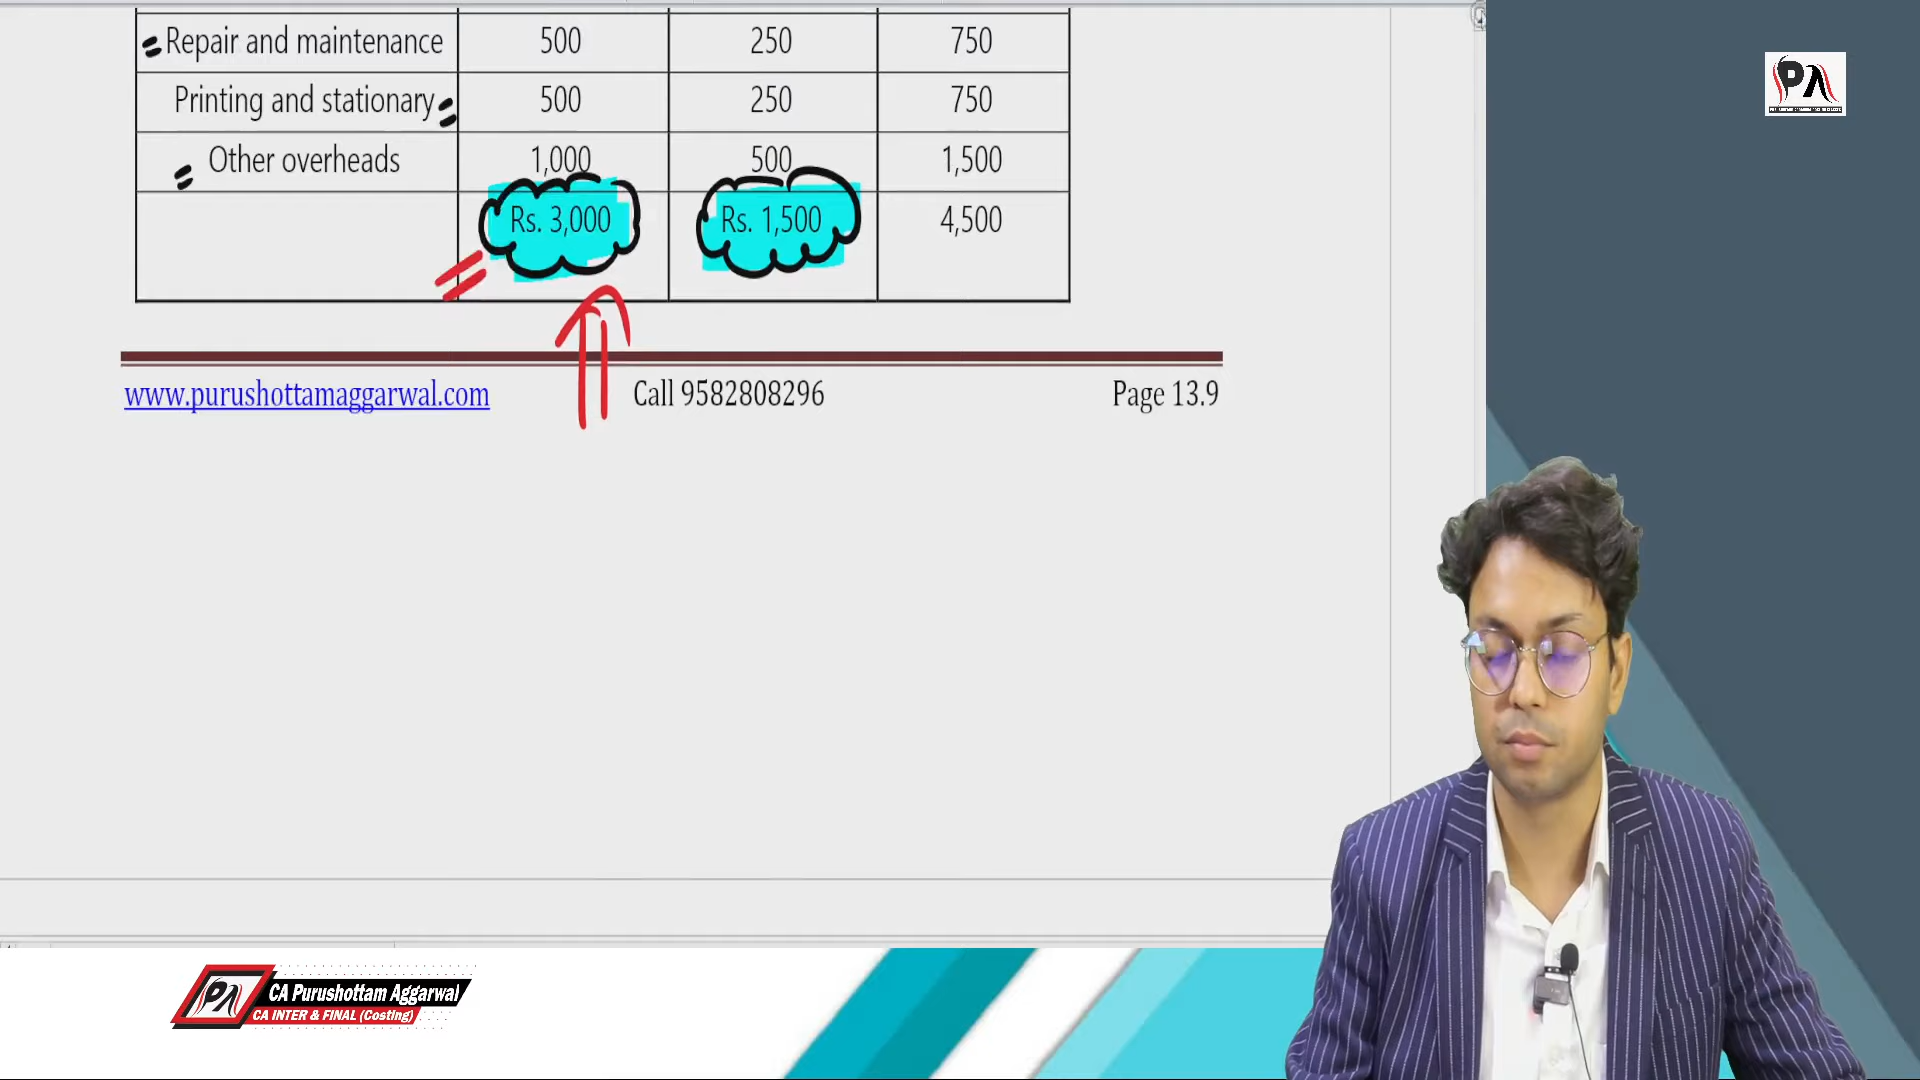 Repair and maintenance 500 250 750
Printing and stationary 500 250 750
Other overheads 1,000 500 1,500
Rs. 3,000 Rs. 1,500 4,500
www.purushottamaggarwal.com Call 9582808296 Page 13.9
PA
PA CA Purushottam Aggarwal
CA INTER & FINAL (Costing)